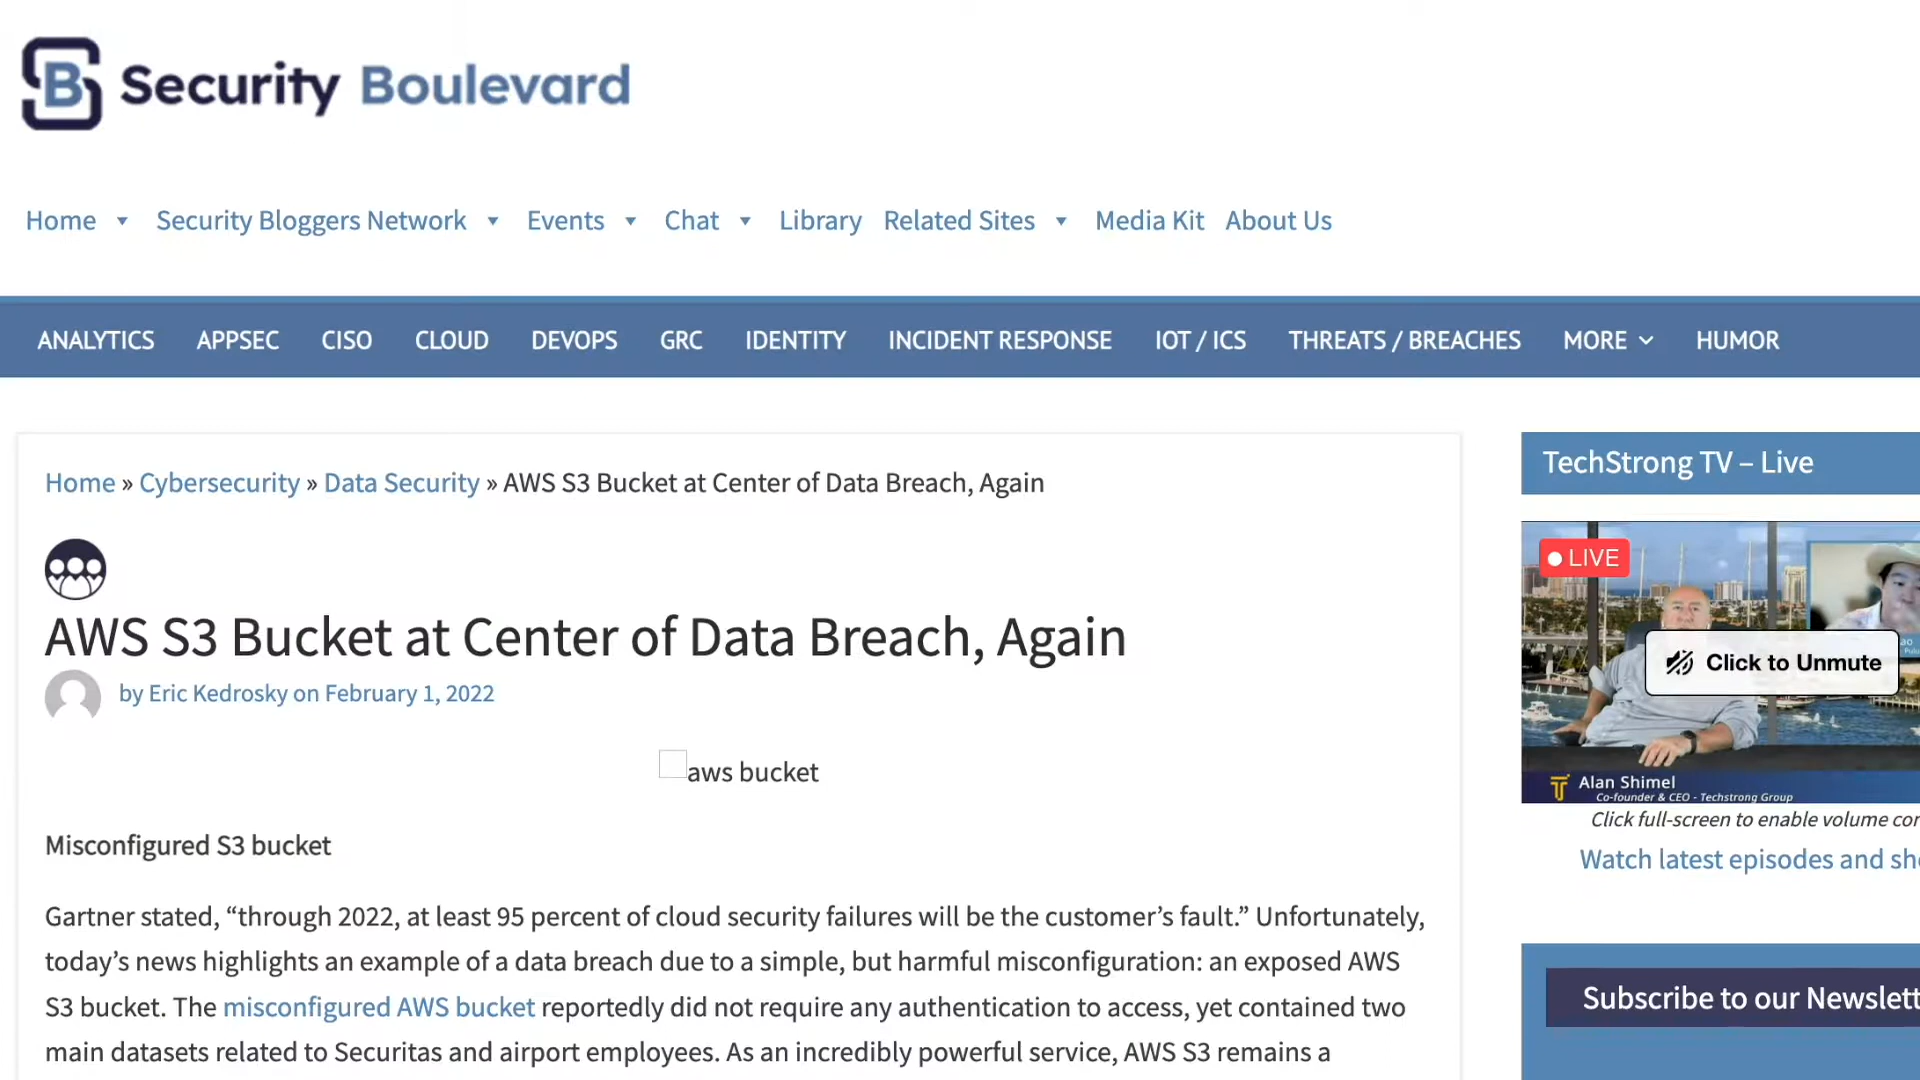 Security Boulevard
Home Security Bloggers Network Events Chat Library Related Sites Media Kit About Us
ANALYTICS APPSEC CISO CLOUD DEVOPS GRC IDENTITY INCIDENT RESPONSE IOT / ICS THREATS / BREACHES MORE HUMOR
Home » Cybersecurity » Data Security » AWS S3 Bucket at Center of Data Breach, Again
AWS S3 Bucket at Center of Data Breach, Again
by Eric Kedrosky on February 1, 2022
aws bucket
Misconfigured S3 bucket
Gartner stated, “through 2022, at least 95 percent of cloud security failures will be the customer’s fault.” Unfortunately,
today’s news highlights an example of a data breach due to a simple, but harmful misconfiguration: an exposed AWS
S3 bucket. The misconfigured AWS bucket reportedly did not require any authentication to access, yet contained two
main datasets related to Securitas and airport employees. As an incredibly powerful service, AWS S3 remains a
TechStrong TV – Live
LIVE
Click to Unmute
Alan Shimel
Co-founder & CEO - Techstrong Group
Click full-screen to enable volume
Watch latest episodes and
Subscribe to our